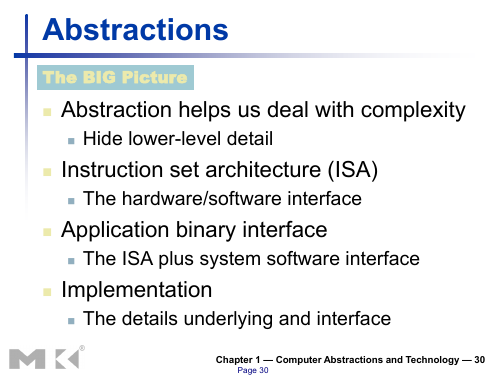 Abstractions
The BIG Picture
Abstraction helps us deal with complexity
Hide lower-level detail
Instruction set architecture (ISA)
The hardware/software interface
Application binary interface
The ISA plus system software interface
Implementation
The details underlying and interface
MK®
Chapter 1 — Computer Abstractions and Technology — 30
Page 30